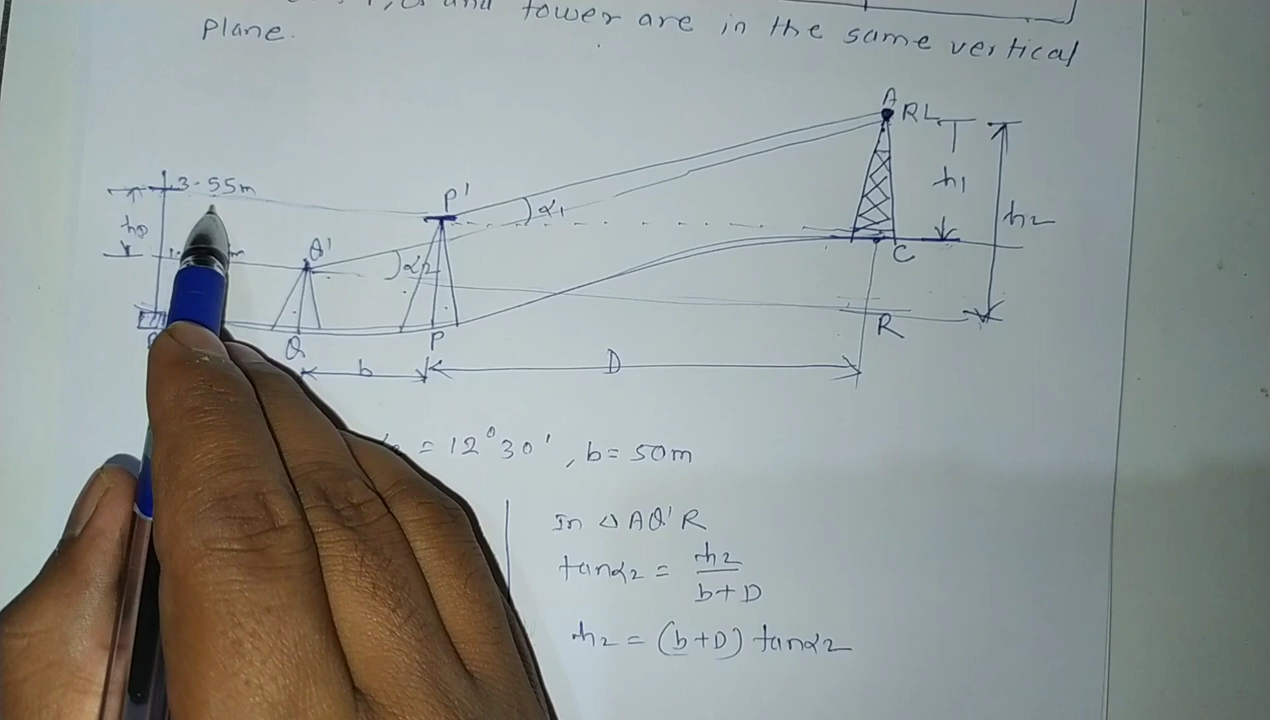 and tower are in the same vertical
plane.
A RL
3.55m
P'
α1
h1
h2
Q'
α2
C
R
Q
P
b
D
= 12°30', b= 50m
In △ AQ'R
tanα2 = h2
b+D
h2 = (b+D) tanα2